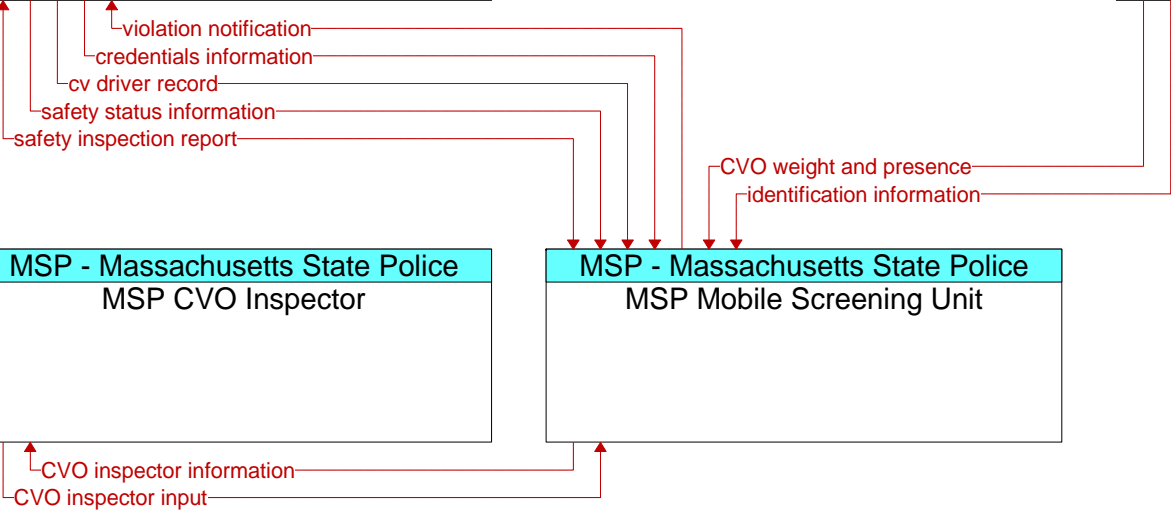 violation notification
credentials information
cv driver record
safety status information
safety inspection report
CVO weight and presence
identification information
MSP - Massachusetts State Police
MSP CVO Inspector
MSP - Massachusetts State Police
MSP Mobile Screening Unit
CVO inspector information
CVO inspector input